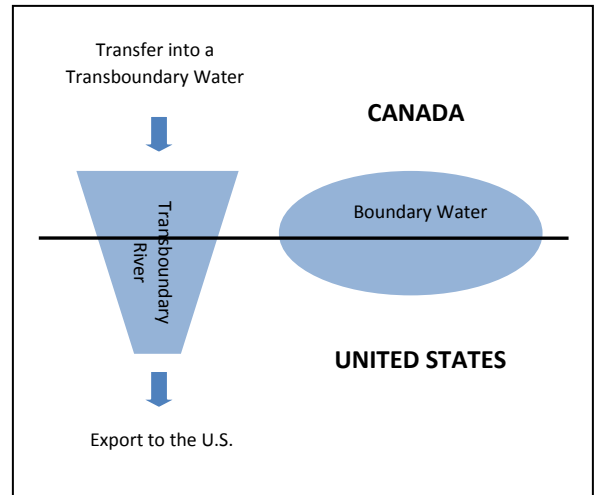 Transfer into a
Transboundary Water
CANADA
Transboundary
River
Boundary Water
UNITED STATES
Export to the U.S.